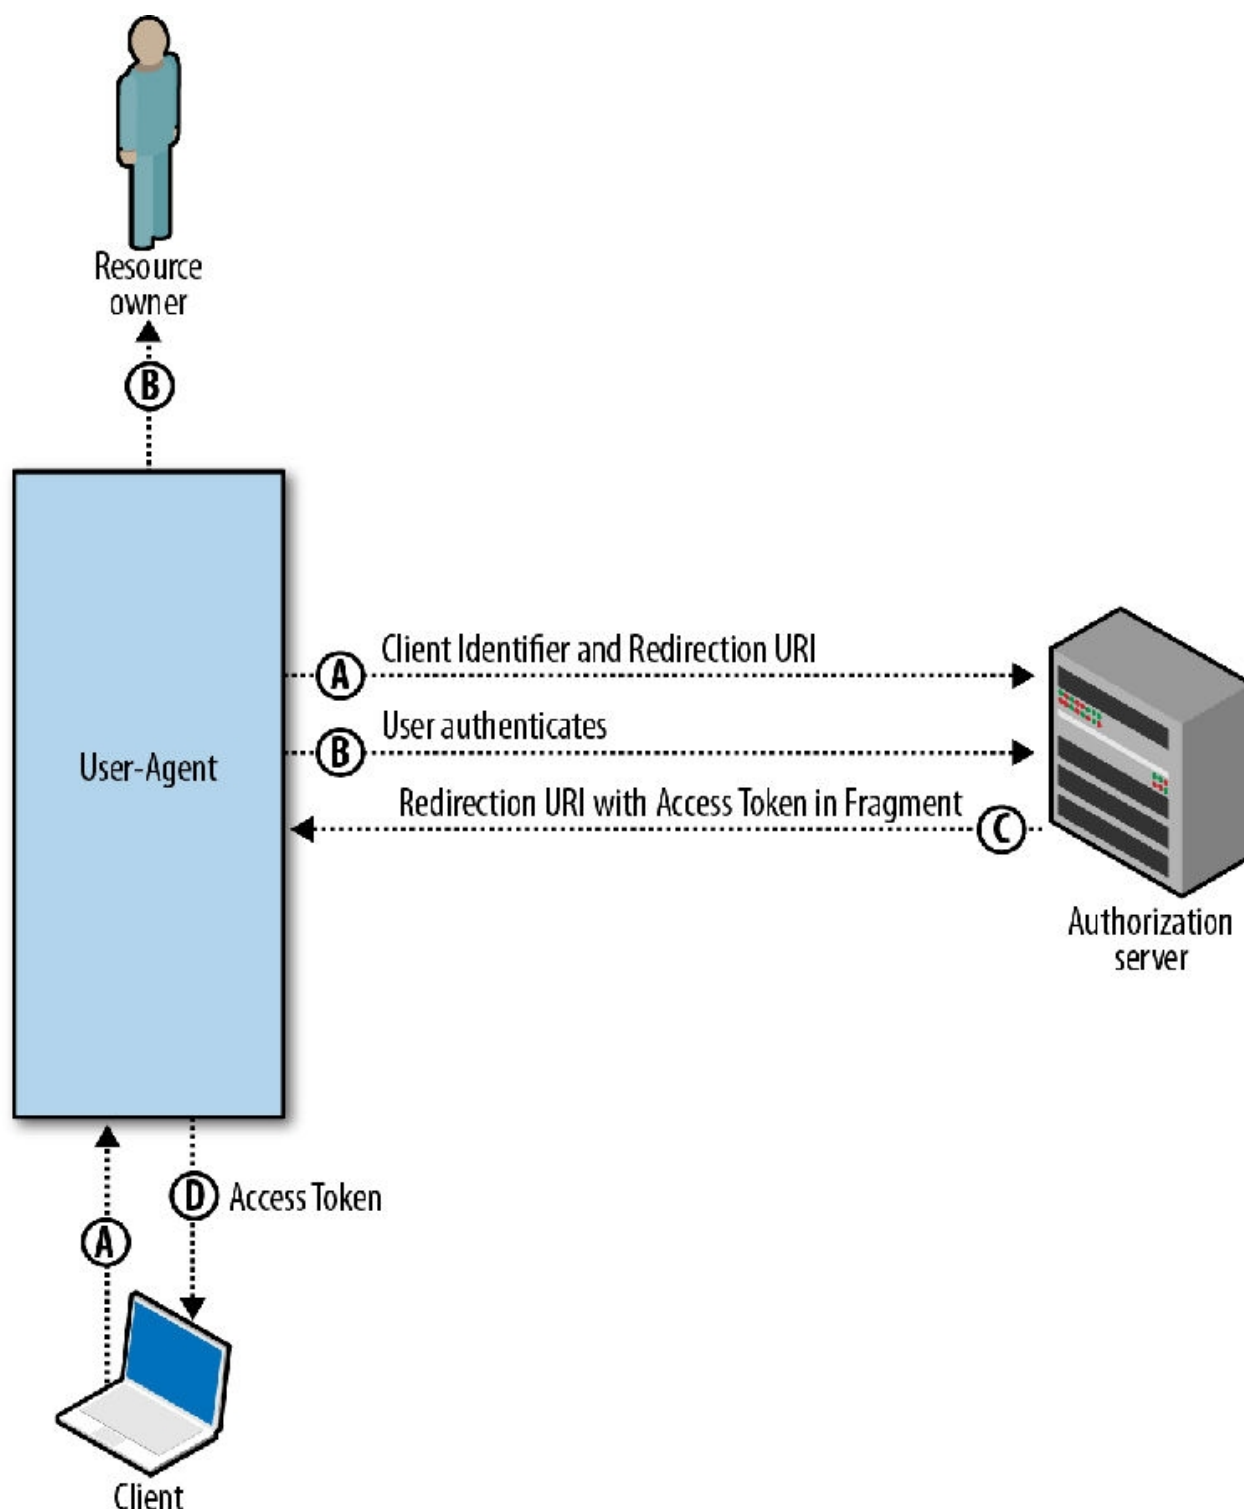 Resource
owner
B
A Client Identifier and Redirection URI
B User authenticates
User-Agent
Redirection URI with Access Token in Fragment C
Authorization
server
D Access Token
A
Client